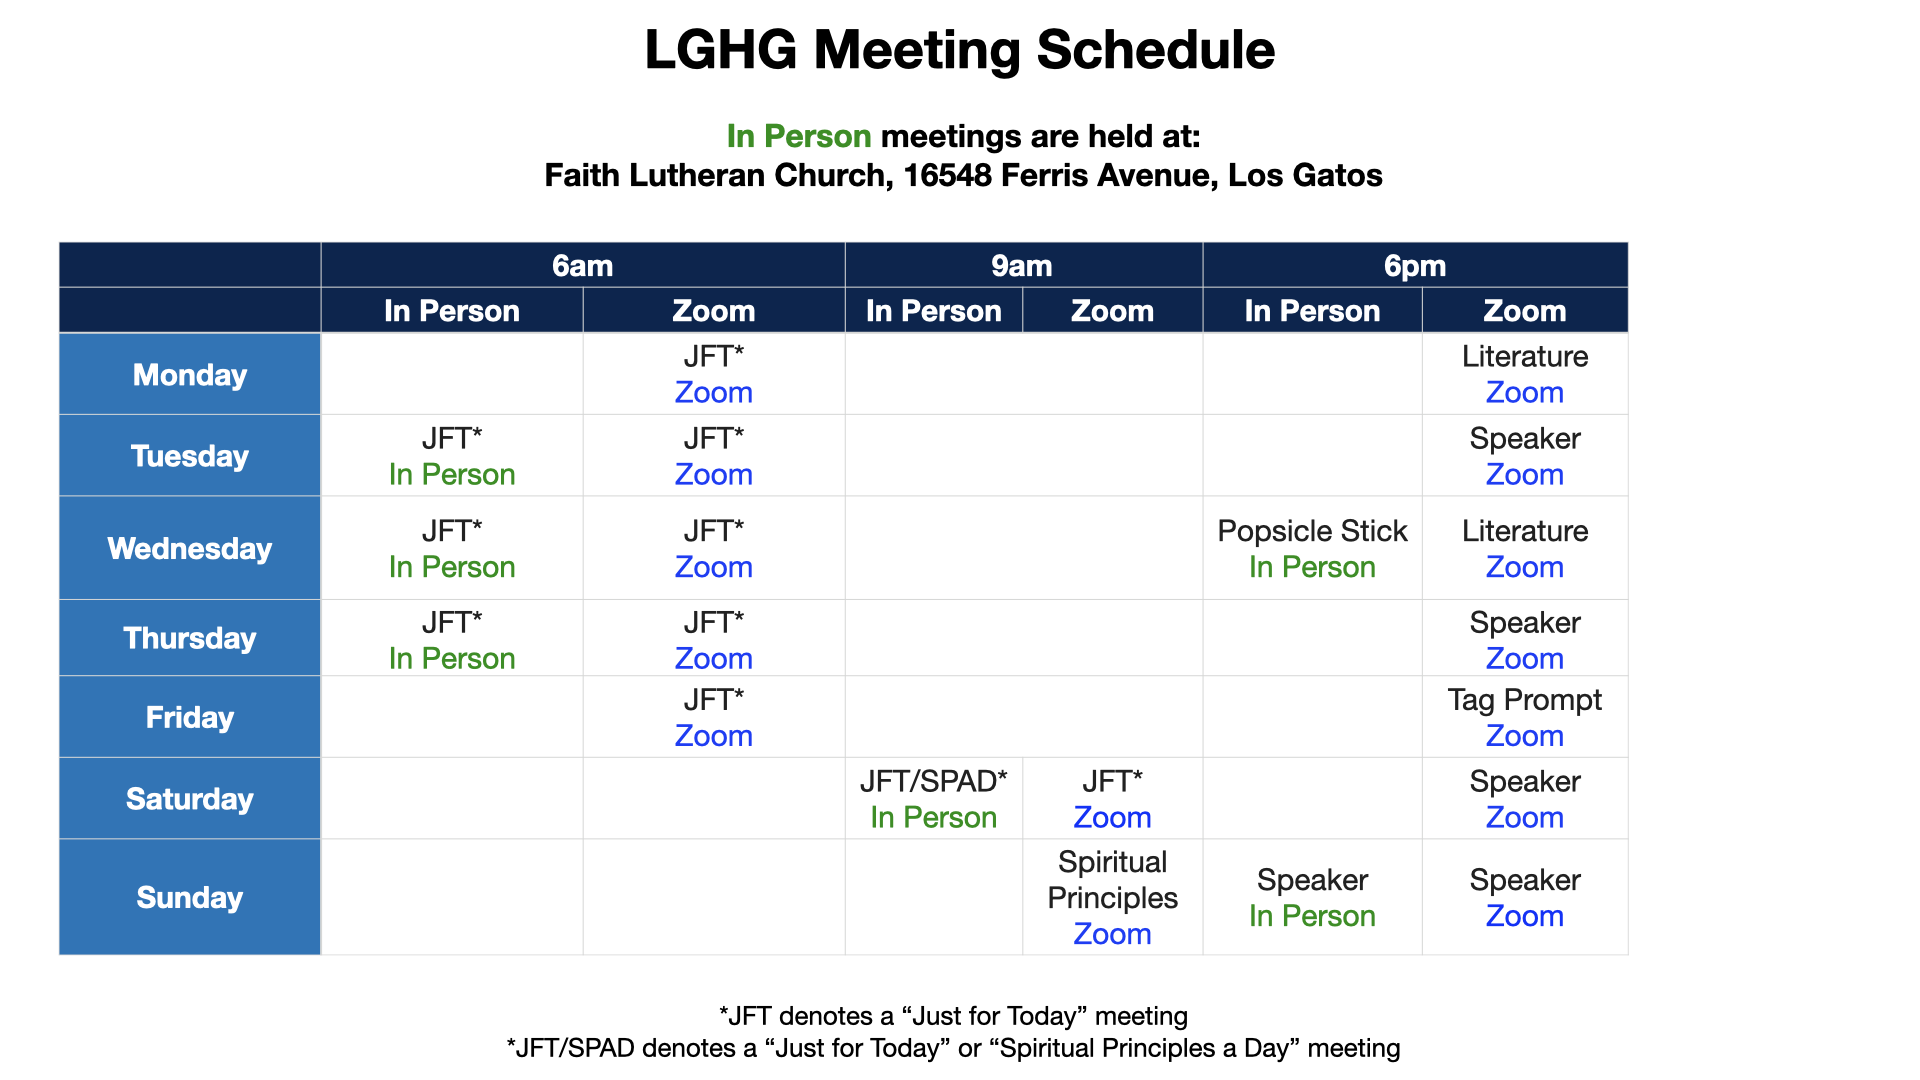 LGHG Meeting Schedule
In Person meetings are held at:
Faith Lutheran Church, 16548 Ferris Avenue, Los Gatos
6am 9am 6pm
In Person Zoom In Person Zoom In Person Zoom
Monday
JFT*
Zoom
Literature
Zoom
Tuesday
JFT*
In Person
JFT*
Zoom
Speaker
Zoom
Wednesday
JFT*
In Person
JFT*
Zoom
Popsicle Stick
In Person
Literature
Zoom
Thursday
JFT*
In Person
JFT*
Zoom
Speaker
Zoom
Friday
JFT*
Zoom
Tag Prompt
Zoom
Saturday
JFT/SPAD*
In Person
JFT*
Zoom
Speaker
Zoom
Sunday
Spiritual
Principles
Zoom
Speaker
In Person
Speaker
Zoom
*JFT denotes a “Just for Today” meeting
*JFT/SPAD denotes a “Just for Today” or “Spiritual Principles a Day” meeting